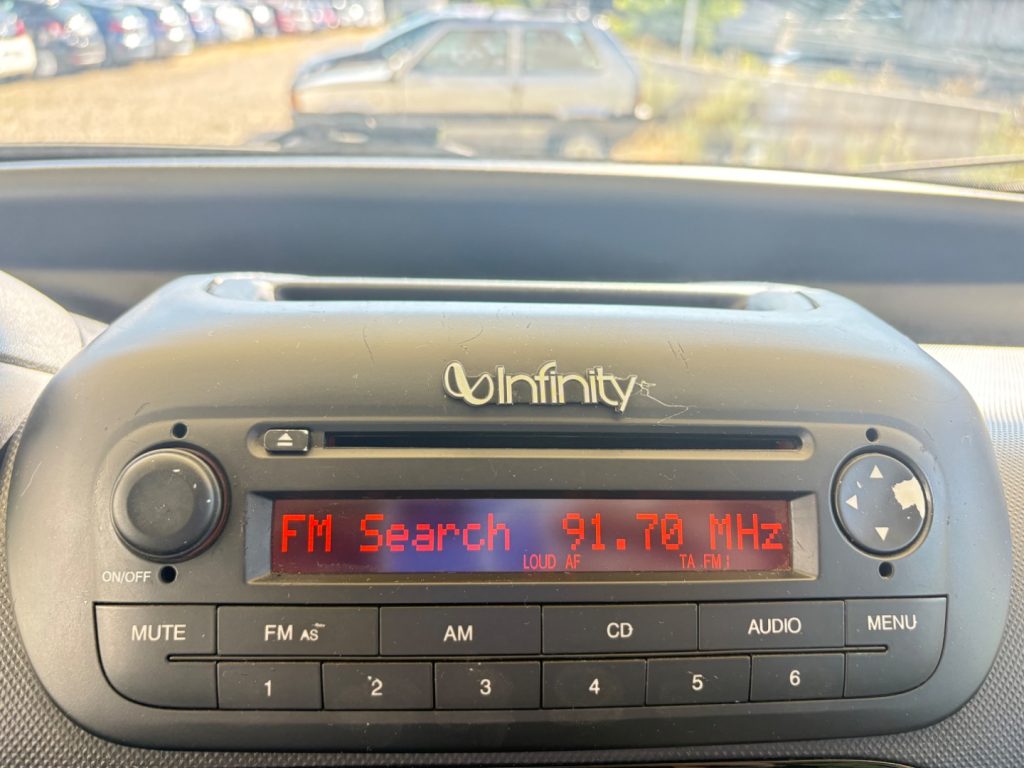 Infinity
FM Search 91.70 MHz
LOUD AF TA FM
ON/OFF
MUTE FM AS AM CD AUDIO MENU
1 2 3 4 5 6